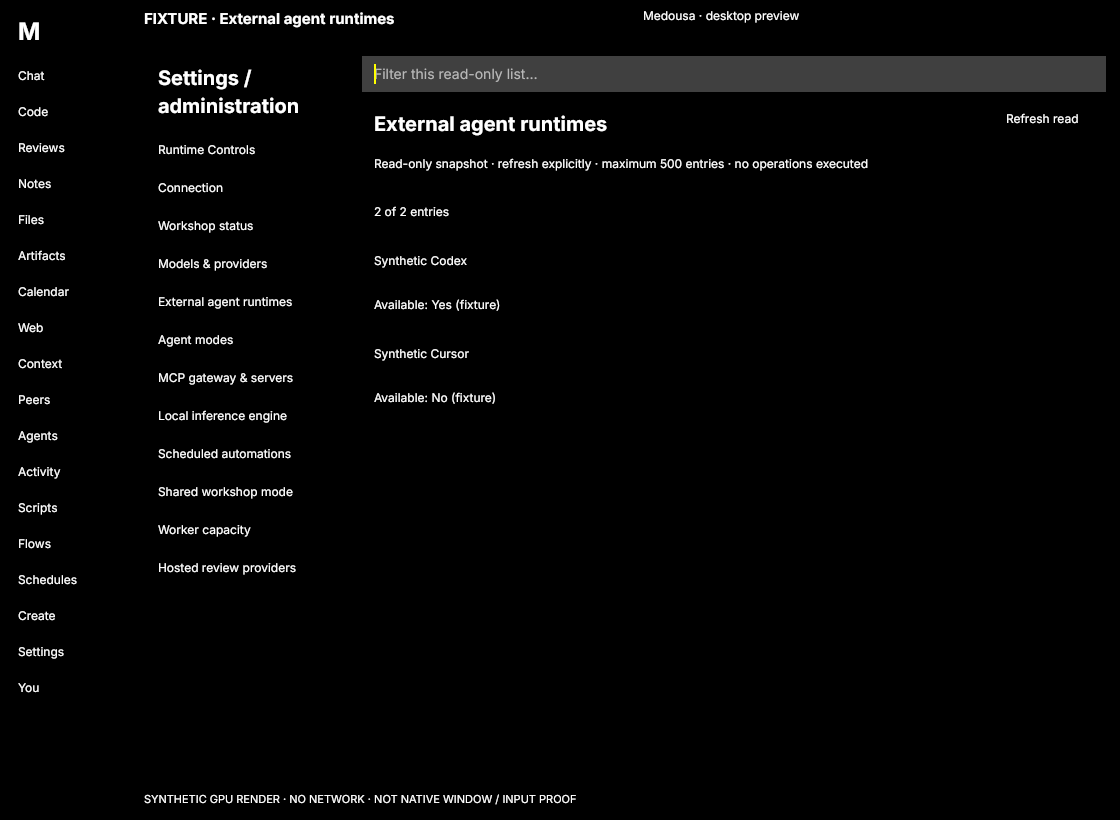 M
FIXTURE · External agent runtimes
Medousa · desktop preview
Chat
Code
Reviews
Notes
Files
Artifacts
Calendar
Web
Context
Peers
Agents
Activity
Scripts
Flows
Schedules
Create
Settings
You
Settings /
administration
Runtime Controls
Connection
Workshop status
Models & providers
External agent runtimes
Agent modes
MCP gateway & servers
Local inference engine
Scheduled automations
Shared workshop mode
Worker capacity
Hosted review providers
Filter this read-only list...
External agent runtimes
Refresh read
Read-only snapshot · refresh explicitly · maximum 500 entries · no operations executed
2 of 2 entries
Synthetic Codex
Available: Yes (fixture)
Synthetic Cursor
Available: No (fixture)
SYNTHETIC GPU RENDER · NO NETWORK · NOT NATIVE WINDOW / INPUT PROOF